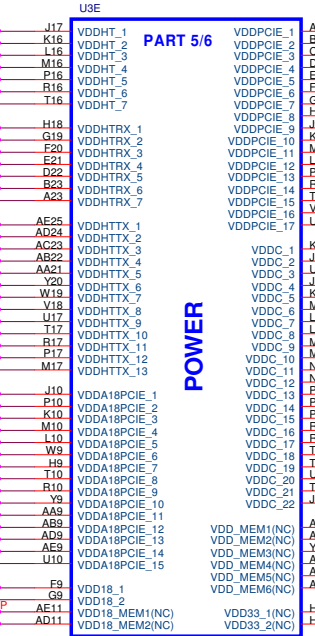 U3E
PART 5/6
J17 VDDHT_1
K16 VDDHT_2
L16 VDDHT_3
M16 VDDHT_4
P16 VDDHT_5
R16 VDDHT_6
T16 VDDHT_7
H18 VDDHTRX_1
G19 VDDHTRX_2
F20 VDDHTRX_3
E21 VDDHTRX_4
D22 VDDHTRX_5
B23 VDDHTRX_6
A23 VDDHTRX_7
AE25 VDDHTTX_1
AD24 VDDHTTX_2
AC23 VDDHTTX_3
AB22 VDDHTTX_4
AA21 VDDHTTX_5
Y20 VDDHTTX_6
W19 VDDHTTX_7
V18 VDDHTTX_8
U17 VDDHTTX_9
T17 VDDHTTX_10
R17 VDDHTTX_11
P17 VDDHTTX_12
M17 VDDHTTX_13
J10 VDDA18PCIE_1
P10 VDDA18PCIE_2
K10 VDDA18PCIE_3
M10 VDDA18PCIE_4
L10 VDDA18PCIE_5
W9 VDDA18PCIE_6
H9 VDDA18PCIE_7
T10 VDDA18PCIE_8
R10 VDDA18PCIE_9
Y9 VDDA18PCIE_10
AA9 VDDA18PCIE_11
AB9 VDDA18PCIE_12
AD9 VDDA18PCIE_13
AE9 VDDA18PCIE_14
U10 VDDA18PCIE_15
F9 VDD18_1
G9 VDD18_2
AE11 VDD18_MEM1(NC)
AD11 VDD18_MEM2(NC)
POWER
VDDPCIE_1
VDDPCIE_2
VDDPCIE_3
VDDPCIE_4
VDDPCIE_5
VDDPCIE_6
VDDPCIE_7
VDDPCIE_8
VDDPCIE_9
VDDPCIE_10
VDDPCIE_11
VDDPCIE_12
VDDPCIE_13
VDDPCIE_14
VDDPCIE_15
VDDPCIE_16
VDDPCIE_17
VDDC_1
VDDC_2
VDDC_3
VDDC_4
VDDC_5
VDDC_6
VDDC_7
VDDC_8
VDDC_9
VDDC_10
VDDC_11
VDDC_12
VDDC_13
VDDC_14
VDDC_15
VDDC_16
VDDC_17
VDDC_18
VDDC_19
VDDC_20
VDDC_21
VDDC_22
VDD_MEM1(NC)
VDD_MEM2(NC)
VDD_MEM3(NC)
VDD_MEM4(NC)
VDD_MEM5(NC)
VDD_MEM6(NC)
VDD33_1(NC)
VDD33_2(NC)